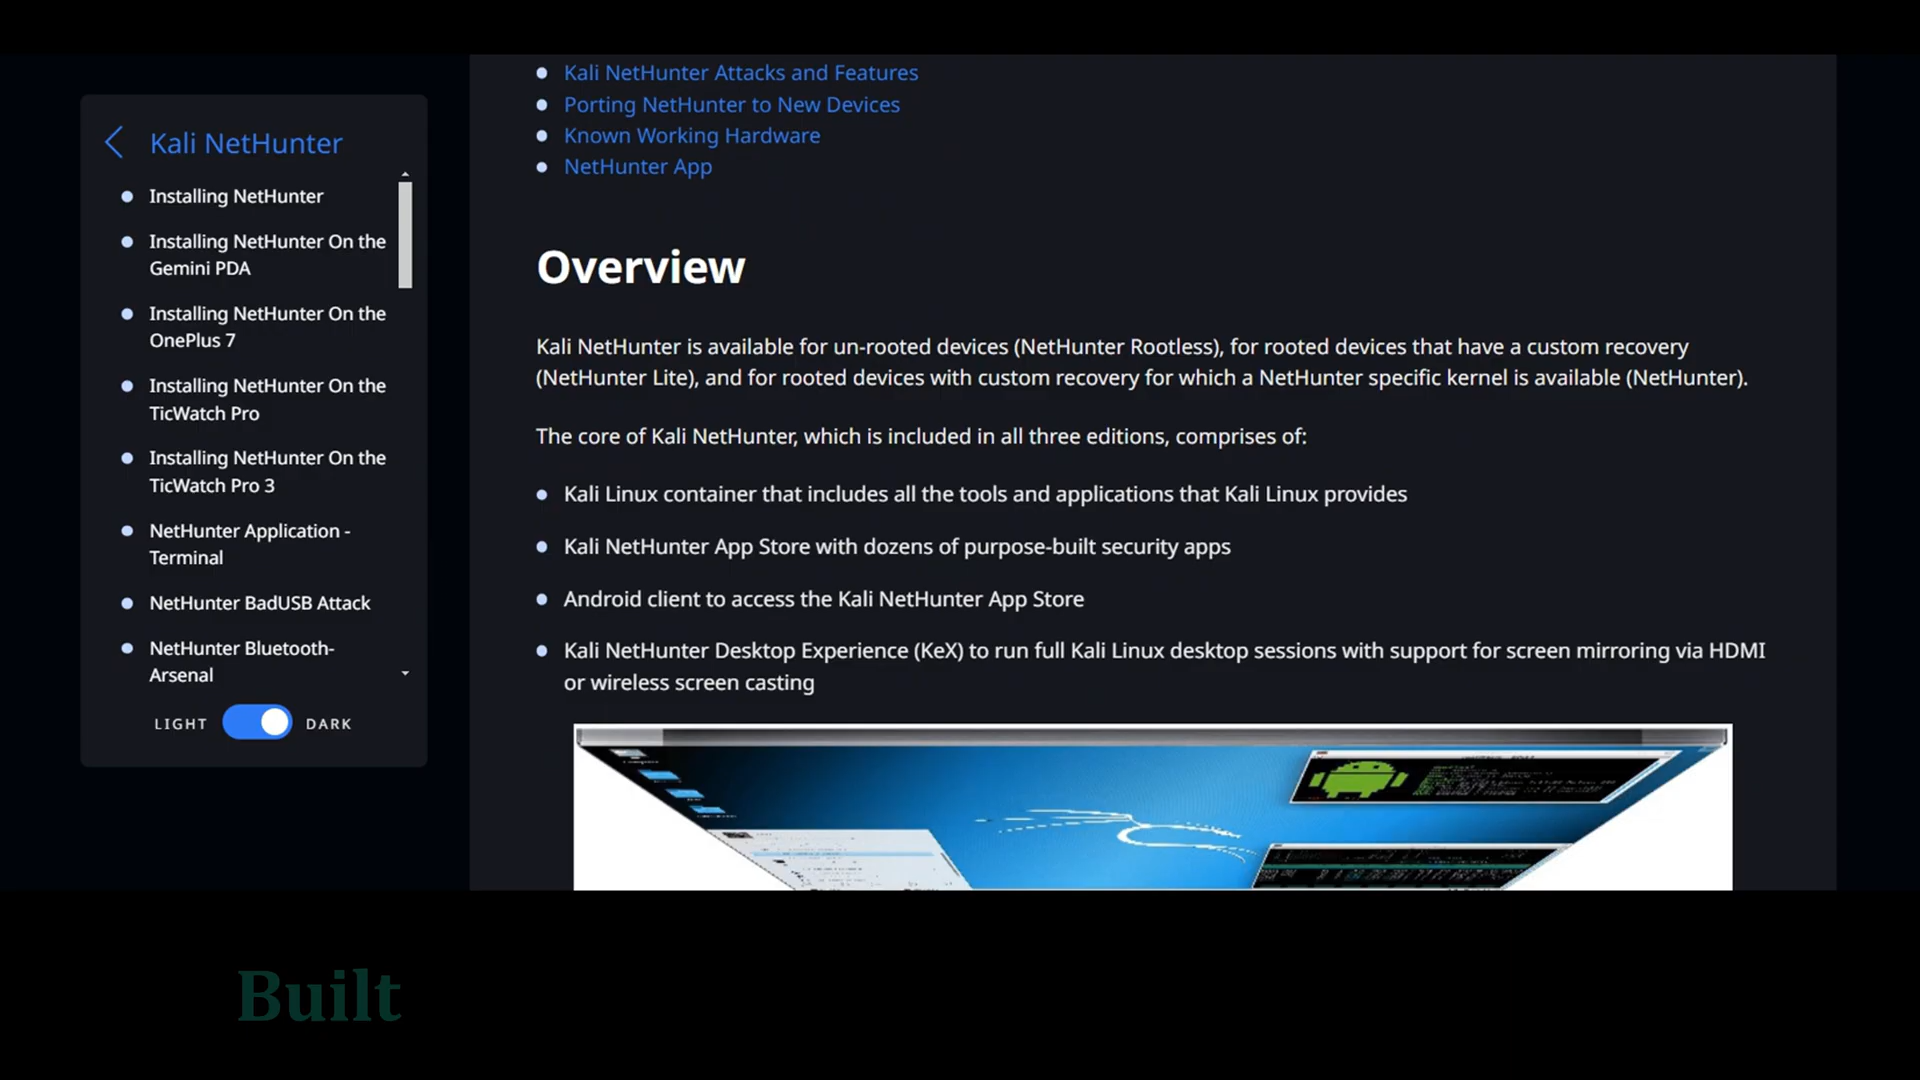 Kali NetHunter
Installing NetHunter
Installing NetHunter On the
Gemini PDA
Installing NetHunter On the
OnePlus 7
Installing NetHunter On the
TicWatch Pro
Installing NetHunter On the
TicWatch Pro 3
NetHunter Application -
Terminal
NetHunter BadUSB Attack
NetHunter Bluetooth-
Arsenal
LIGHT DARK
Kali NetHunter Attacks and Features
Porting NetHunter to New Devices
Known Working Hardware
NetHunter App
Overview
Kali NetHunter is available for un-rooted devices (NetHunter Rootless), for rooted devices that have a custom recovery
(NetHunter Lite), and for rooted devices with custom recovery for which a NetHunter specific kernel is available (NetHunter).
The core of Kali NetHunter, which is included in all three editions, comprises of:
Kali Linux container that includes all the tools and applications that Kali Linux provides
Kali NetHunter App Store with dozens of purpose-built security apps
Android client to access the Kali NetHunter App Store
Kali NetHunter Desktop Experience (KeX) to run full Kali Linux desktop sessions with support for screen mirroring via HDMI
or wireless screen casting
Built